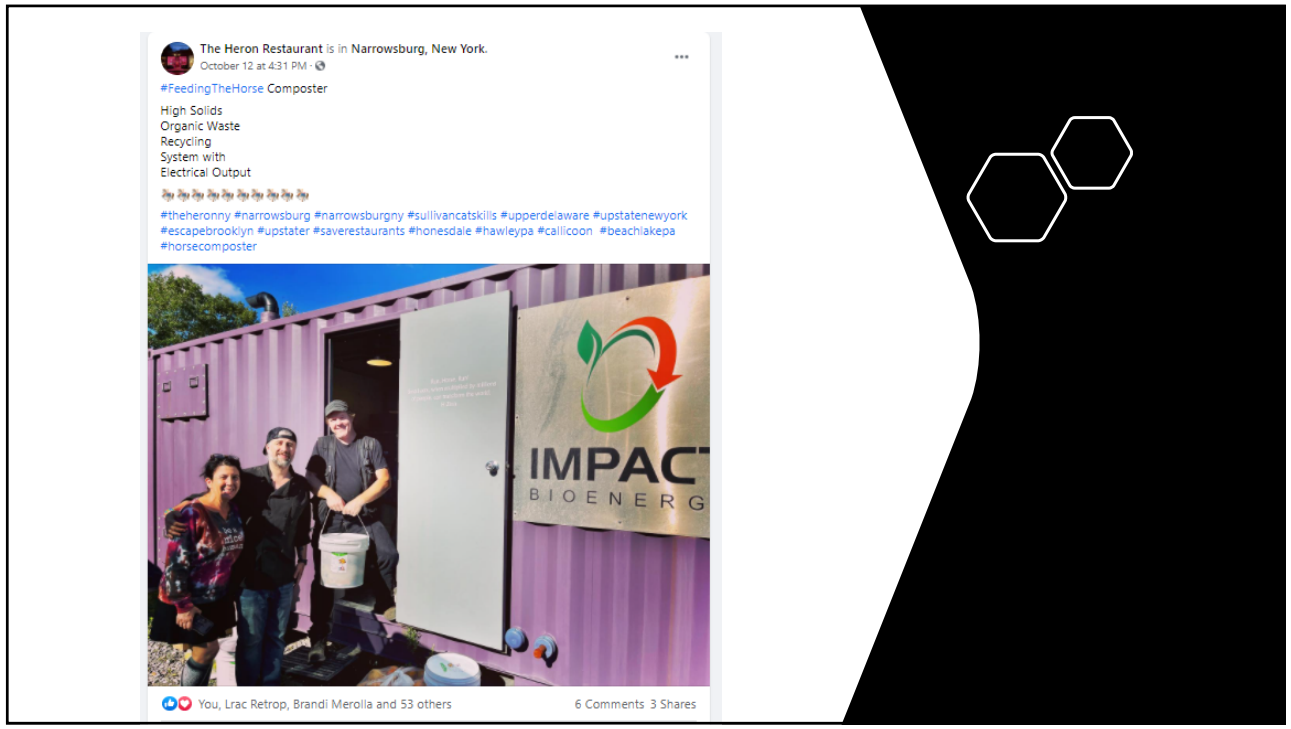 The Heron Restaurant is in Narrowsburg, New York.
October 12 at 4:31 PM ·
#FeedingTheHorse Composter
High Solids
Organic Waste
Recycling
System with
Electrical Output
#theheronny #narrowsburg #narrowsburgny #sullivancatskills #upperdelaware #upstatenewyork
#escapebrooklyn #upstater #saverestaurants #honesdale #hawleypa #callicoon #beachlakepa
#horsecomposter
IMPACT
BIOENERG
You, Lrac Retrop, Brandi Merolla and 53 others
6 Comments 3 Shares